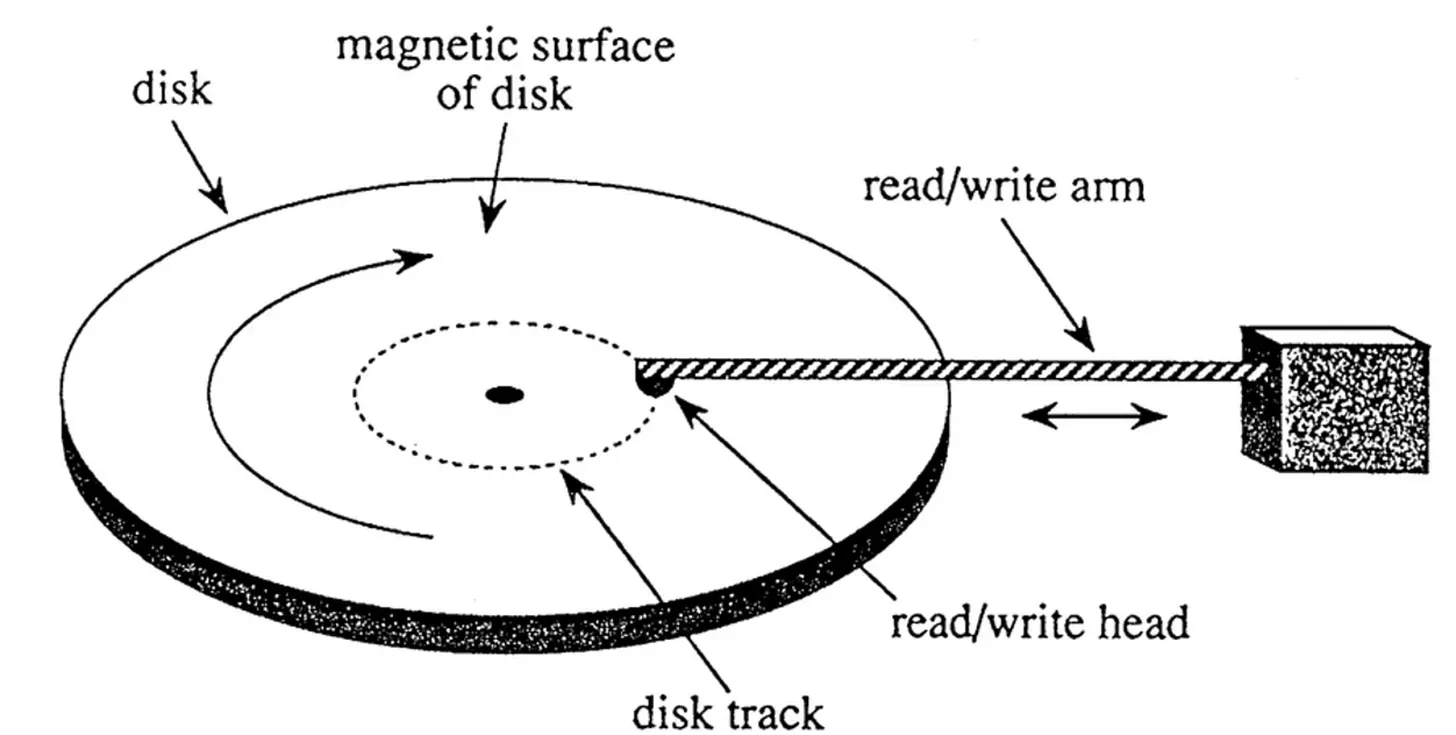 disk
magnetic surface
of disk
read/write arm
read/write head
disk track